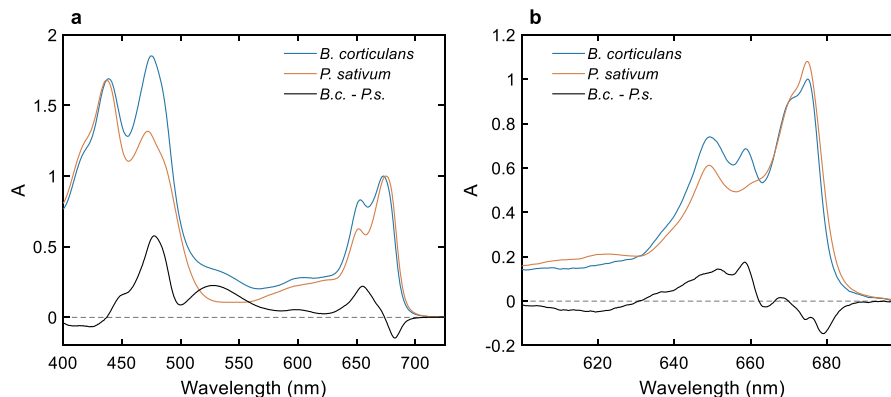 a
2
1.5
1
0.5
0
A
400 450 500 550 600 650 700
Wavelength (nm)
B. corticulans
P. sativum
B.c. - P.s.
b
1.2
1
0.8
0.6
0.4
0.2
0
-0.2
A
620 640 660 680
Wavelength (nm)
B. corticulans
P. sativum
B.c. - P.s.